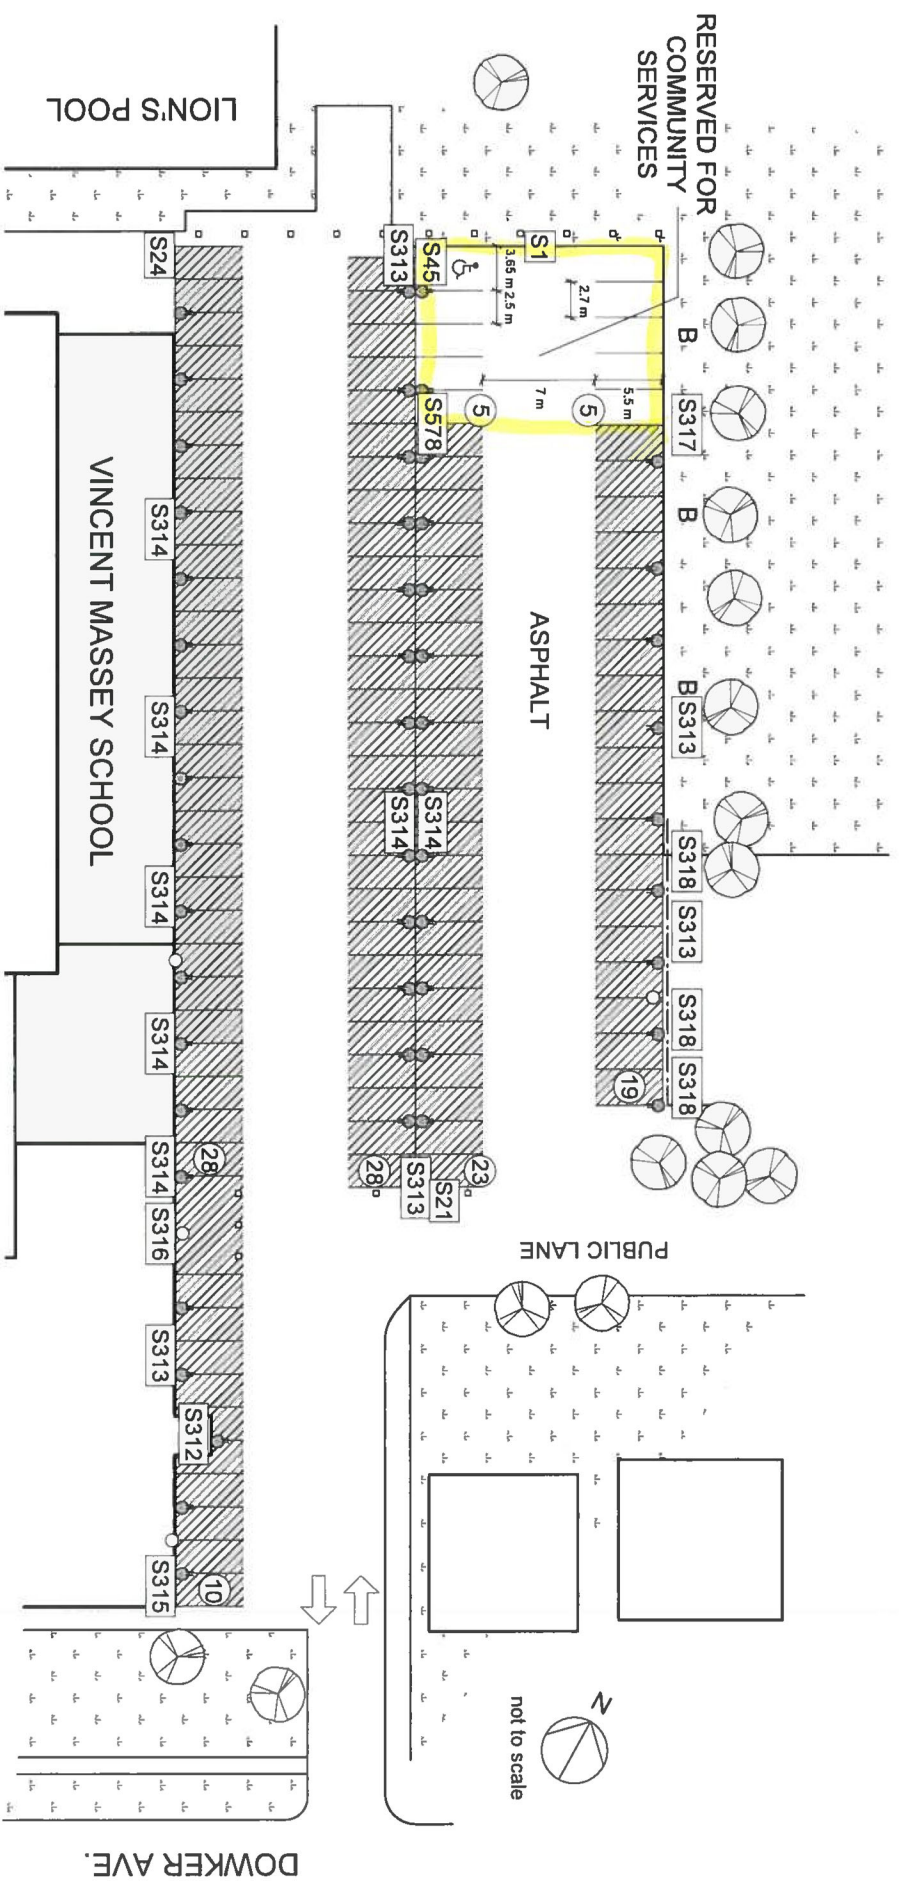 RESERVED FOR
COMMUNITY
SERVICES
LION'S POOL
S24
S313
S45
S1
3.65 m
2.5 m
2.7 m
B
S317
5.5 m
7 m
5
5
S578
B
S314
VINCENT MASSEY SCHOOL
ASPHALT
B
S313
S314
S314
S314
S318
S313
S318
S318
19
S314
S314
S314
28
28
23
S313
S21
S316
PUBLIC LANE
S313
S312
S315
10
N
not to scale
DOWKER AVE.